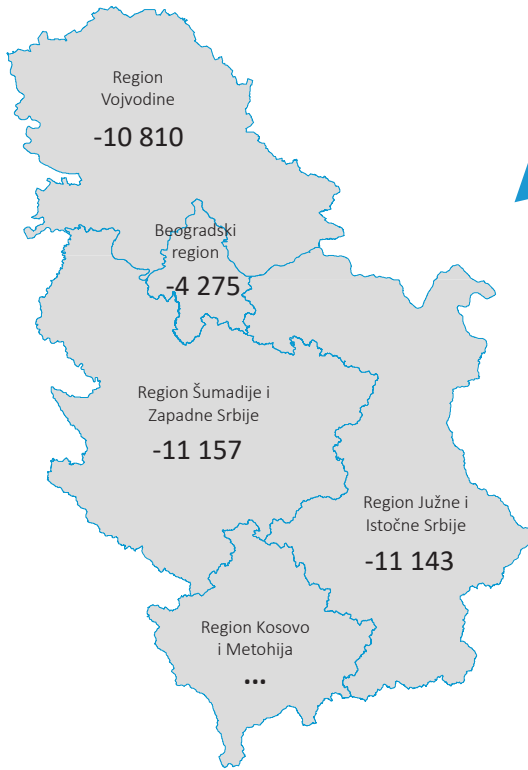 Region
Vojvodine
-10 810
Beogradski
region
-4 275
Region Šumadije i
Zapadne Srbije
-11 157
Region Južne i
Istočne Srbije
-11 143
Region Kosovo
i Metohija
...